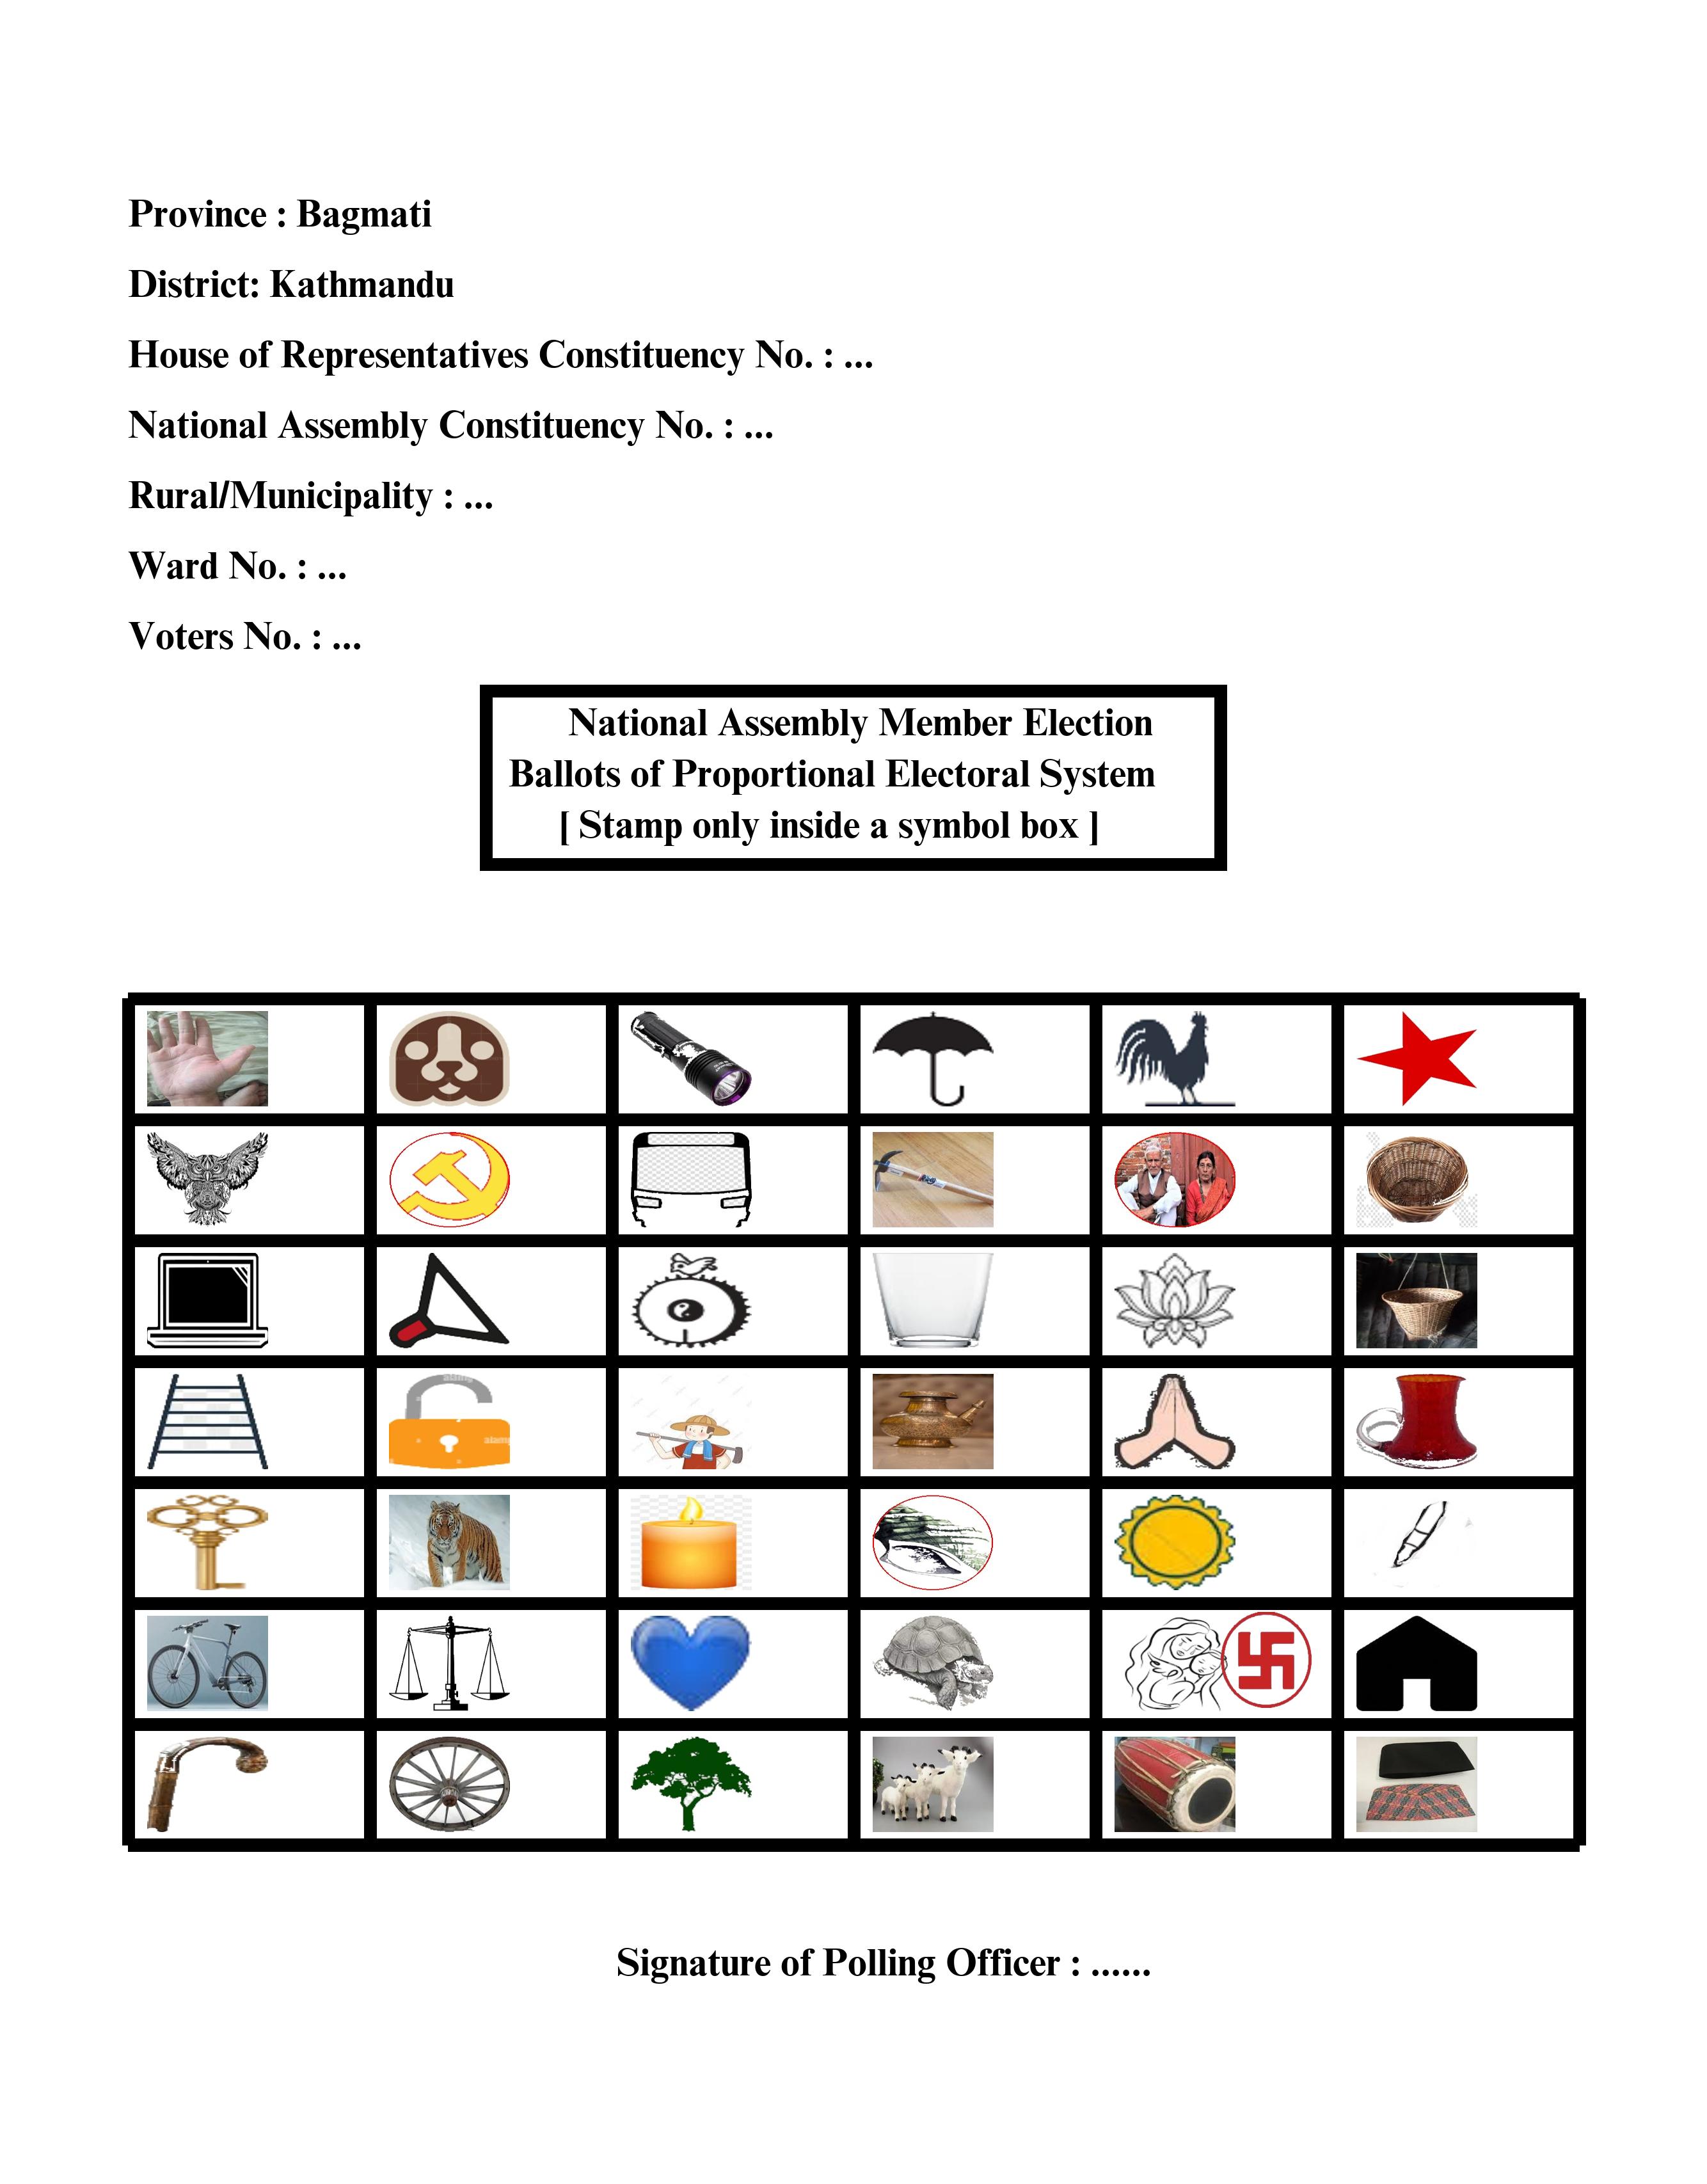 Province : Bagmati
District: Kathmandu
House of Representatives Constituency No. : ...
National Assembly Constituency No. : ...
Rural/Municipality : ...
Ward No. : ...
Voters No. : ...
National Assembly Member Election
Ballots of Proportional Electoral System
[ Stamp only inside a symbol box ]
Signature of Polling Officer : ......